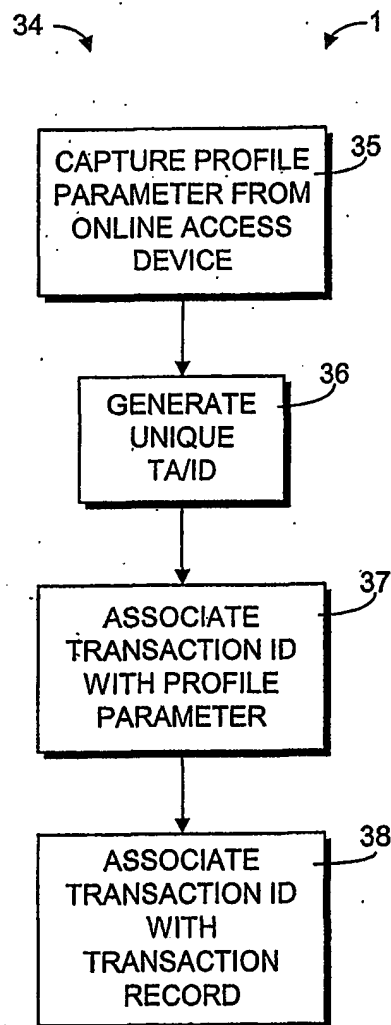 34
1
35
CAPTURE PROFILE
PARAMETER FROM
ONLINE ACCESS
DEVICE
36
GENERATE
UNIQUE
TA/ID
37
ASSOCIATE
TRANSACTION ID
WITH PROFILE
PARAMETER
38
ASSOCIATE
TRANSACTION ID
WITH
TRANSACTION
RECORD